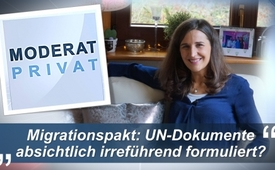 MODERAT
PRIVAT
„Migrationspakt: UN-Dokumente
absichtlich irreführend formuliert?“